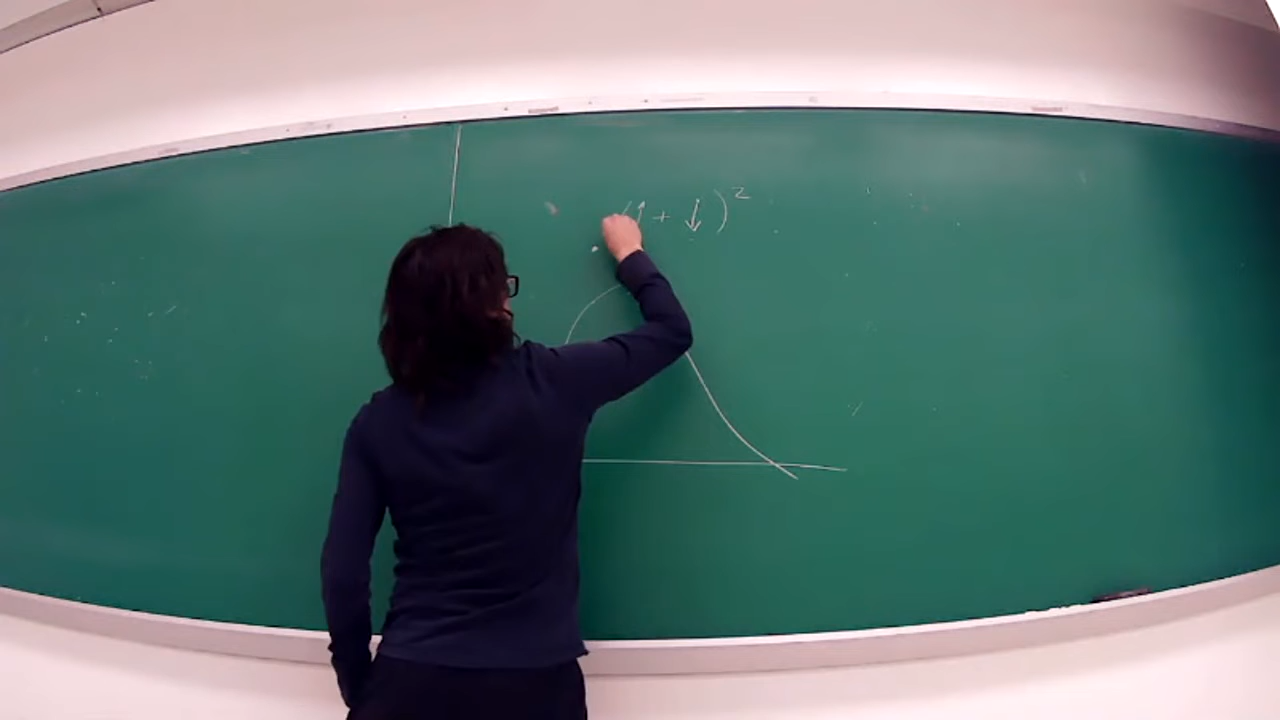 (↑ + ↓)²